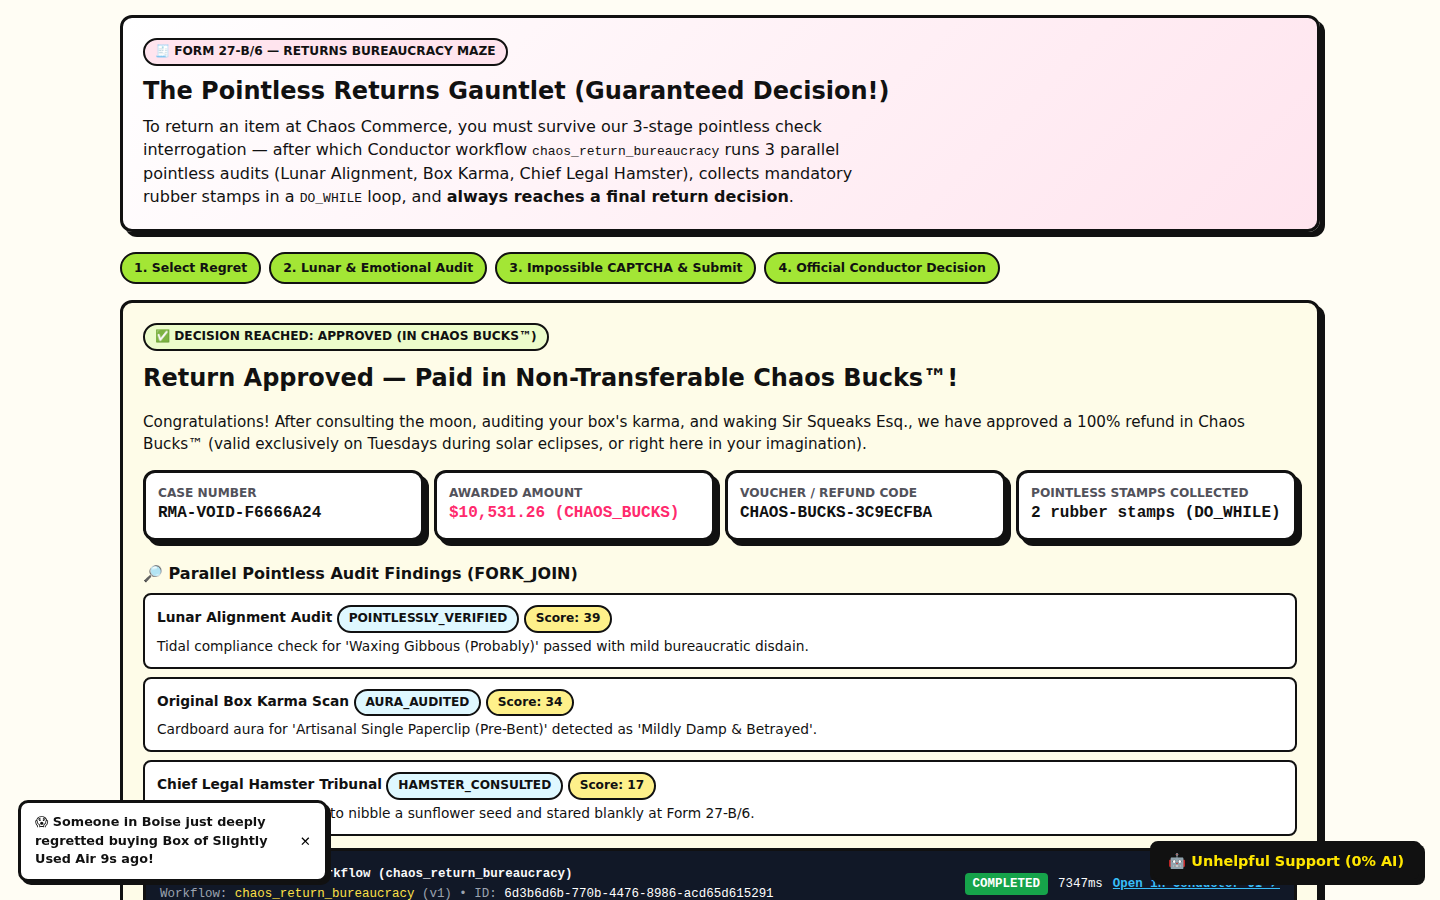 🧾 FORM 27-B/6 — RETURNS BUREAUCRACY MAZE
The Pointless Returns Gauntlet (Guaranteed Decision!)
To return an item at Chaos Commerce, you must survive our 3-stage pointless check
interrogation — after which Conductor workflow chaos_return_bureaucracy runs 3 parallel
pointless audits (Lunar Alignment, Box Karma, Chief Legal Hamster), collects mandatory
rubber stamps in a DO_WHILE loop, and always reaches a final return decision.
1. Select Regret
2. Lunar & Emotional Audit
3. Impossible CAPTCHA & Submit
4. Official Conductor Decision
✅ DECISION REACHED: APPROVED (IN CHAOS BUCKS™)
Return Approved — Paid in Non-Transferable Chaos Bucks™!
Congratulations! After consulting the moon, auditing your box's karma, and waking Sir Squeaks Esq., we have approved a 100% refund in Chaos
Bucks™ (valid exclusively on Tuesdays during solar eclipses, or right here in your imagination).
CASE NUMBER
RMA-VOID-F6666A24
AWARDED AMOUNT
$10,531.26 (CHAOS_BUCKS)
VOUCHER / REFUND CODE
CHAOS-BUCKS-3C9ECFBA
POINTLESS STAMPS COLLECTED
2 rubber stamps (DO_WHILE)
🔎 Parallel Pointless Audit Findings (FORK_JOIN)
Lunar Alignment Audit POINTLESSLY_VERIFIED Score: 39
Tidal compliance check for 'Waxing Gibbous (Probably)' passed with mild bureaucratic disdain.
Original Box Karma Scan AURA_AUDITED Score: 34
Cardboard aura for 'Artisanal Single Paperclip (Pre-Bent)' detected as 'Mildly Damp & Betrayed'.
Chief Legal Hamster Tribunal HAMSTER_CONSULTED Score: 17
to nibble a sunflower seed and stared blankly at Form 27-B/6.
(chaos_return_bureaucracy)
Workflow: chaos_return_bureaucracy (v1) • ID: 6d3b6d6b-770b-4476-8986-acd65d615291
COMPLETED 7347ms Open
😱 Someone in Boise just deeply
regretted buying Box of Slightly
Used Air 9s ago!
✕
🤖 Unhelpful Support (0% AI)